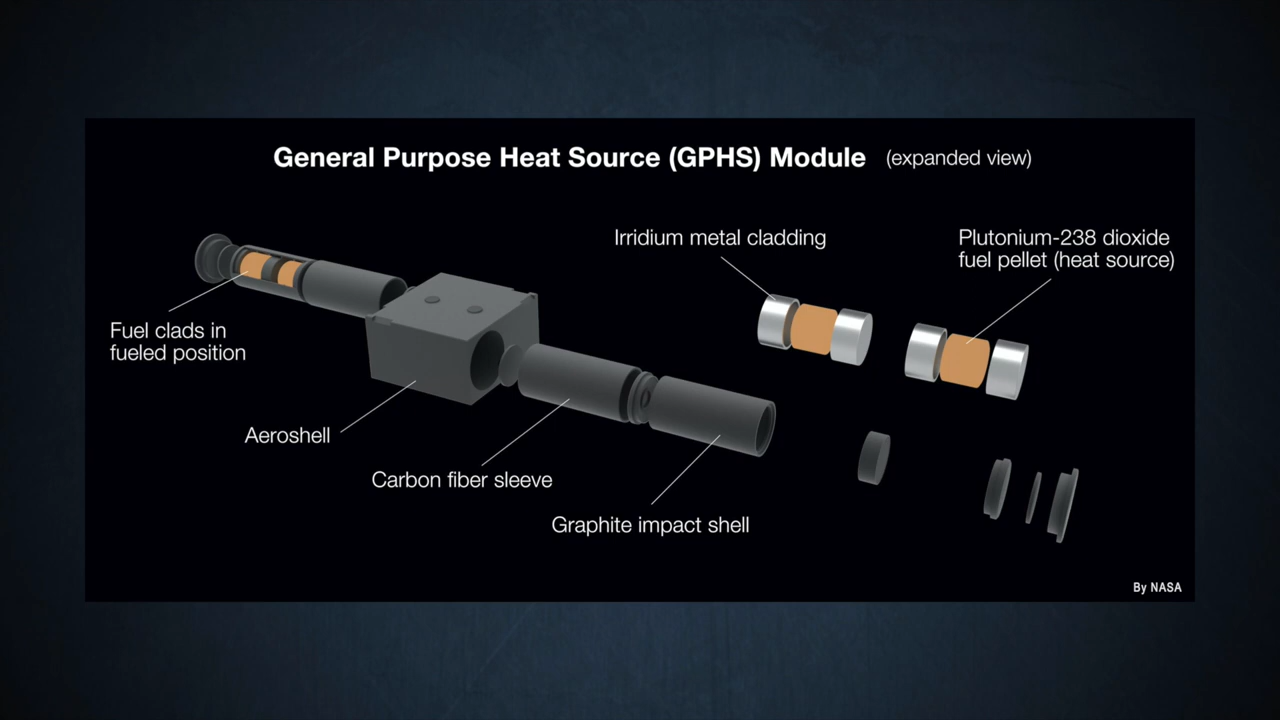 General Purpose Heat Source (GPHS) Module (expanded view)
Irridium metal cladding
Plutonium-238 dioxide
fuel pellet (heat source)
Fuel clads in
fueled position
Aeroshell
Carbon fiber sleeve
Graphite impact shell
By NASA